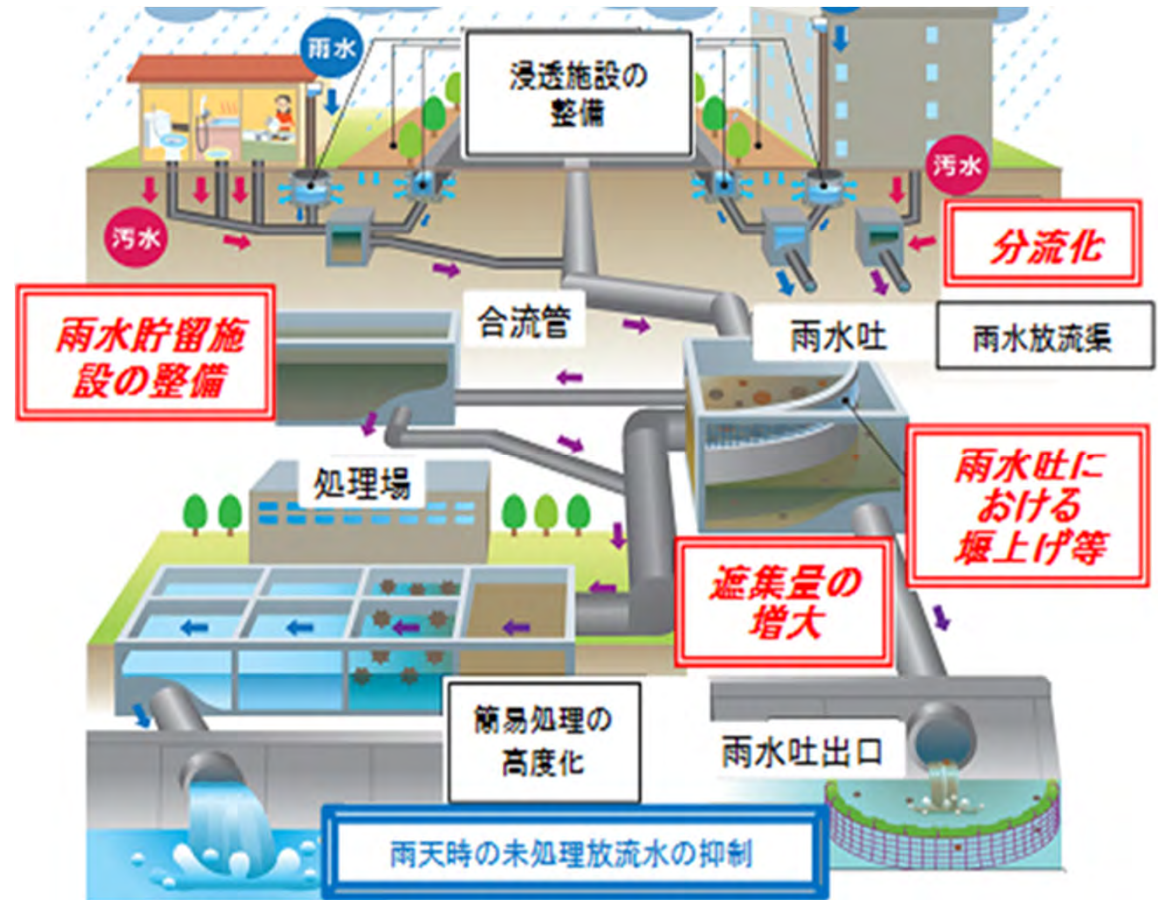 雨水
浸透施設の
整備
汚水
汚水
分流化
雨水貯留施
設の整備
合流管
雨水吐
雨水放流渠
雨水吐に
おける
堰上げ等
処理場
遮集量の
増大
簡易処理の
高度化
雨水吐出口
雨天時の未処理放流水の抑制